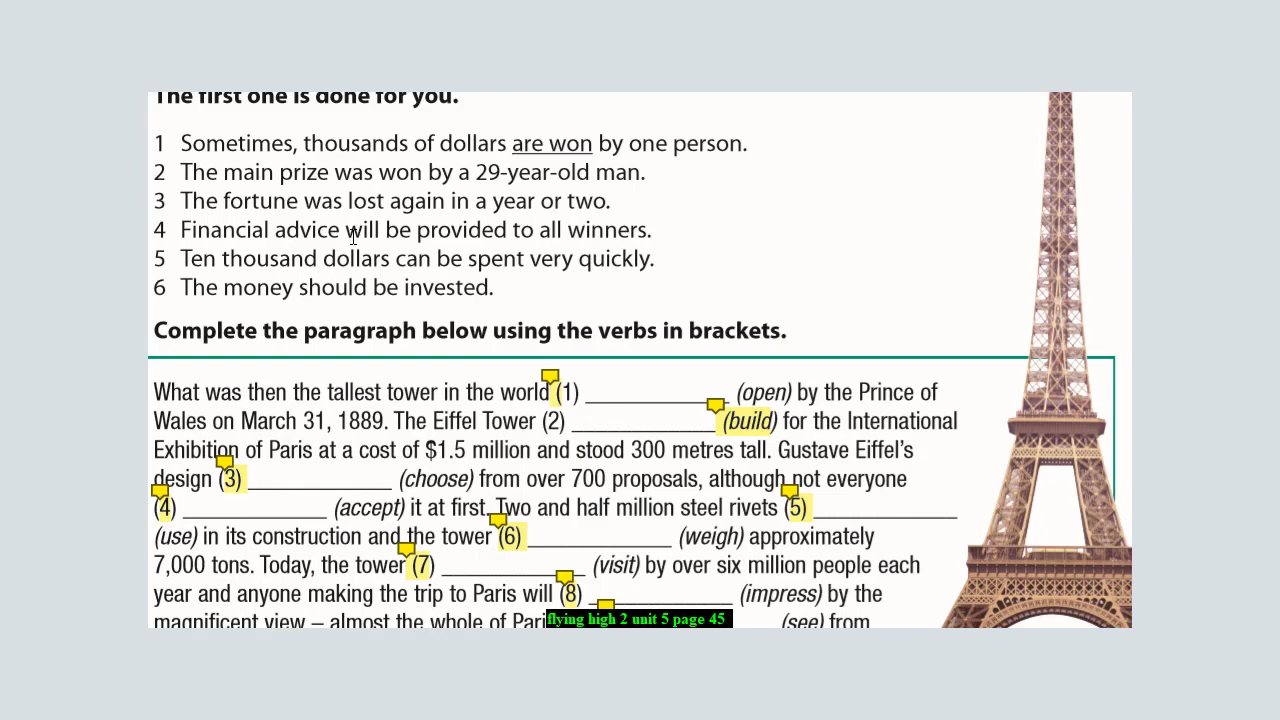 The first one is done for you.
1 Sometimes, thousands of dollars are won by one person.
2 The main prize was won by a 29-year-old man.
3 The fortune was lost again in a year or two.
4 Financial advice will be provided to all winners.
5 Ten thousand dollars can be spent very quickly.
6 The money should be invested.
Complete the paragraph below using the verbs in brackets.
What was then the tallest tower in the world (1) ____________ (open) by the Prince of
Wales on March 31, 1889. The Eiffel Tower (2) ____________ (build) for the International
Exhibition of Paris at a cost of $1.5 million and stood 300 metres tall. Gustave Eiffel's
design (3) ____________ (choose) from over 700 proposals, although not everyone
(4) ____________ (accept) it at first. Two and half million steel rivets (5) ____________
(use) in its construction and the tower (6) ____________ (weigh) approximately
7,000 tons. Today, the tower (7) ____________ (visit) by over six million people each
year and anyone making the trip to Paris will (8) ____________ (impress) by the
magnificent view – almost the whole of Pari (see) from
flying high 2 unit 5 page 45